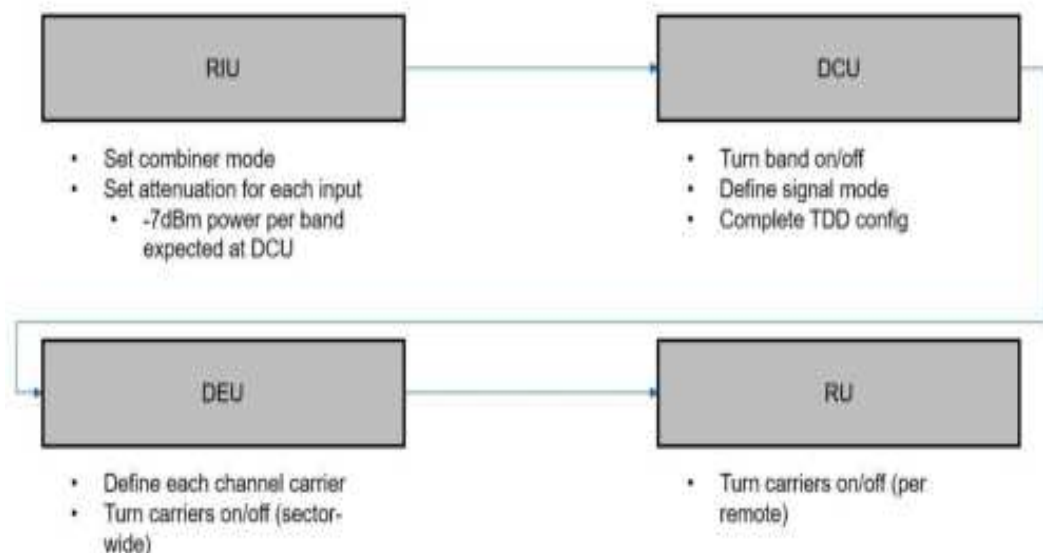 RIU
DCU
• Set combiner mode
• Set attenuation for each input
• -7dBm power per band
expected at DCU
• Turn band on/off
• Define signal mode
• Complete TDD config
DEU
RU
• Define each channel carrier
• Turn carriers on/off (sector-
wide)
• Turn carriers on/off (per
remote)